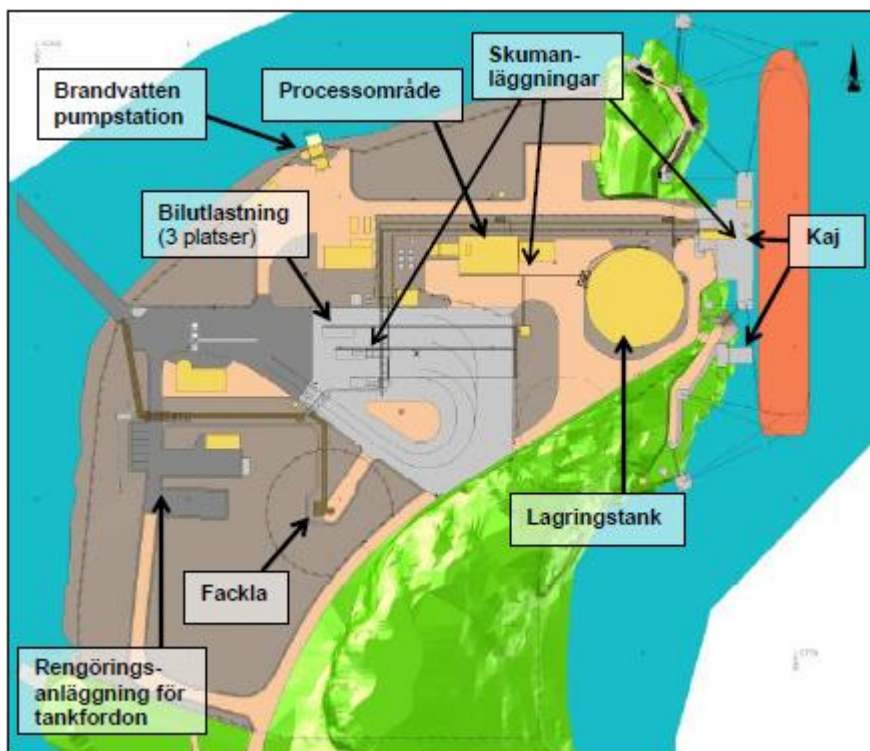 Brandvatten
pumpstation
Processområde
Skuman-
läggningar
Bilutlastning
(3 platser)
Kaj
Lagringstank
Fackla
Rengörings-
anläggning för
tankfordon